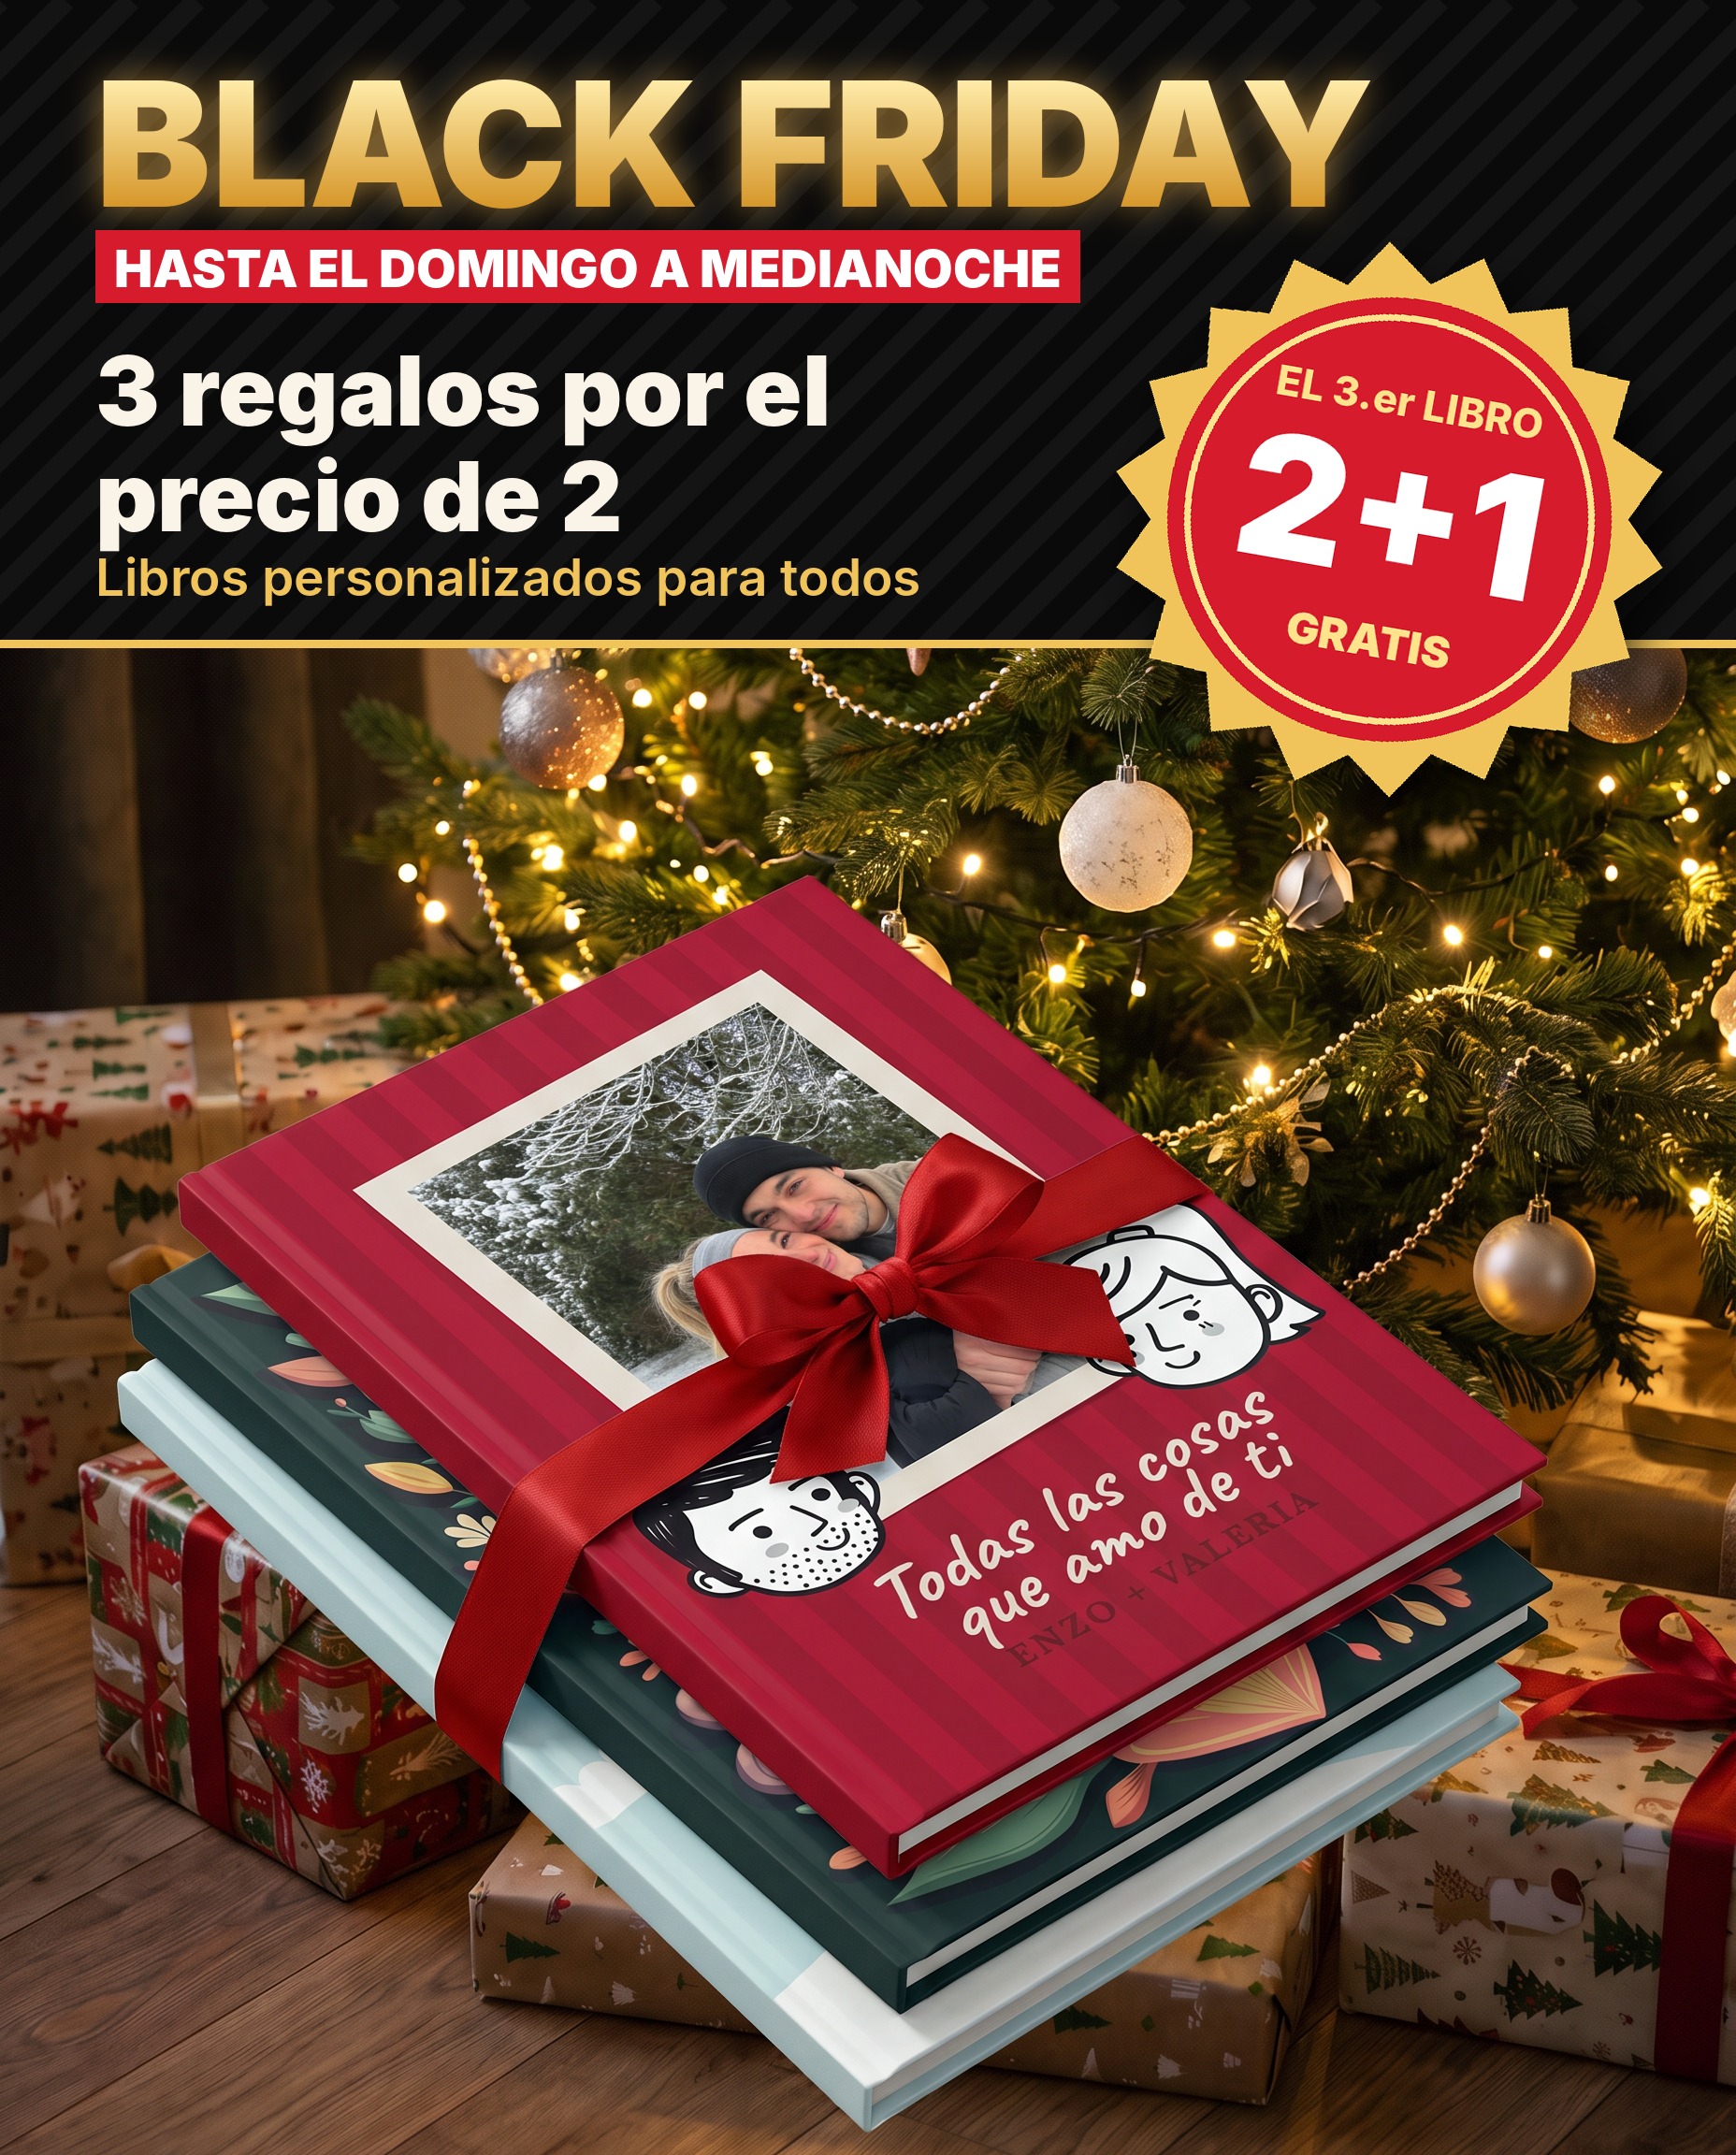 BLACK FRIDAY
HASTA EL DOMINGO A MEDIANOCHE
3 regalos por el
precio de 2
Libros personalizados para todos
EL 3.er LIBRO
2+1
GRATIS
Todas las cosas
que amo de ti
ENZO + VALERIA